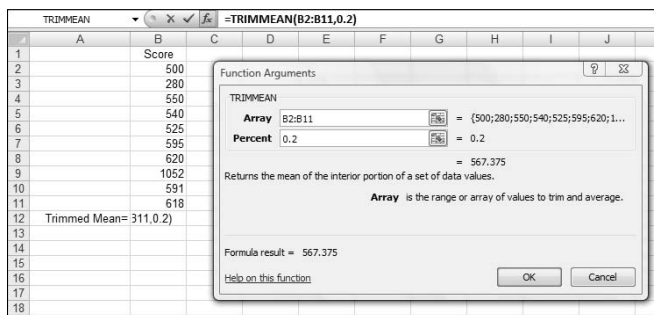 TRIMMEAN =TRIMMEAN(B2:B11,0.2)
A B C D E F G H I J
1 Score
2 500
3 280
4 550
5 540
6 525
7 595
8 620
9 1052
10 591
11 618
12 Trimmed Mean= 311,0.2)
13
14
15
16
17
18
Function Arguments
TRIMMEAN
Array B2:B11 = {500;280;550;540;525;595;620;1...
Percent 0.2 = 0.2
= 567.375
Returns the mean of the interior portion of a set of data values.
Array is the range or array of values to trim and average.
Formula result = 567.375
Help on this function OK Cancel